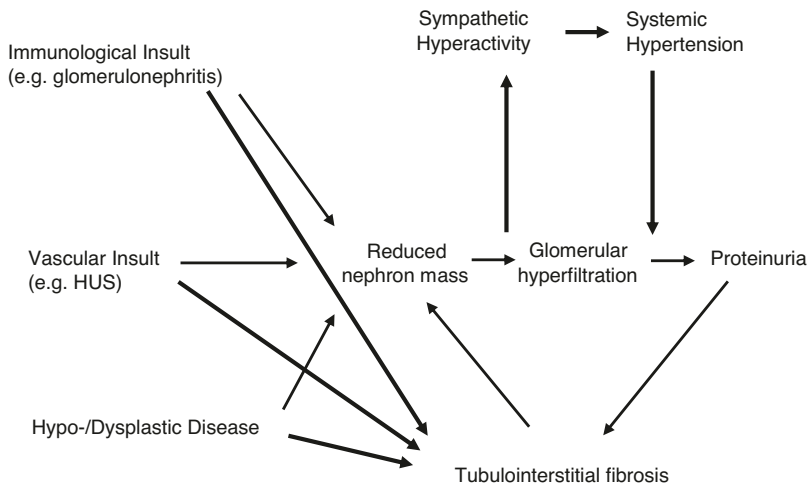 Sympathetic
Hyperactivity
Systemic
Hypertension
Immunological Insult
(e.g. glomerulonephritis)
Vascular Insult
(e.g. HUS)
Reduced
nephron mass
Glomerular
hyperfiltration
Proteinuria
Hypo-/Dysplastic Disease
Tubulointerstitial fibrosis